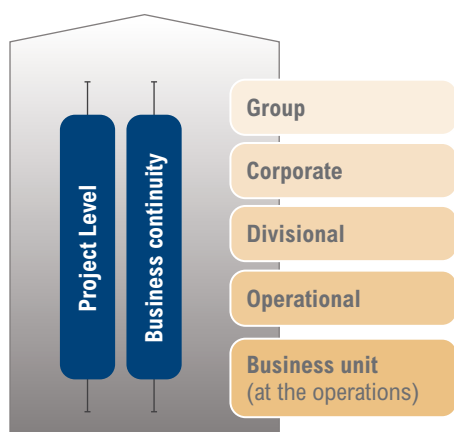 Project Level
Business continuity
Group
Corporate
Divisional
Operational
Business unit
(at the operations)